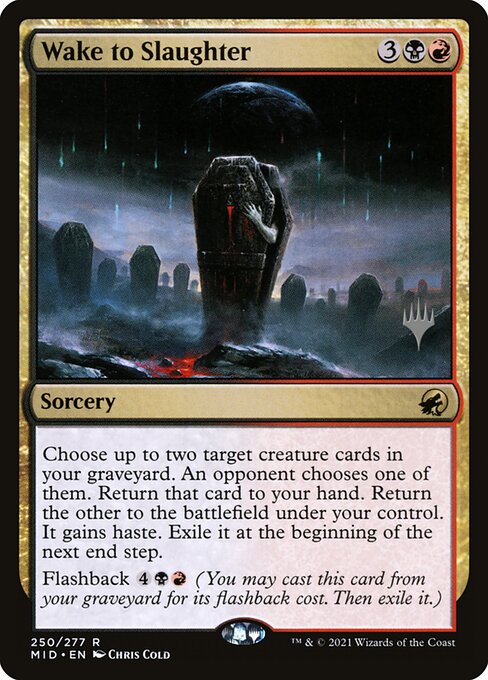 Wake to Slaughter 3
Sorcery
Choose up to two target creature cards in
your graveyard. An opponent chooses one of
them. Return that card to your hand. Return
the other to the battlefield under your control.
It gains haste. Exile it at the beginning of the
next end step.
Flashback 4 (You may cast this card from
your graveyard for its flashback cost. Then exile it.)
250/277 R
MID • EN Chris Cold
™ & © 2021 Wizards of the Coast